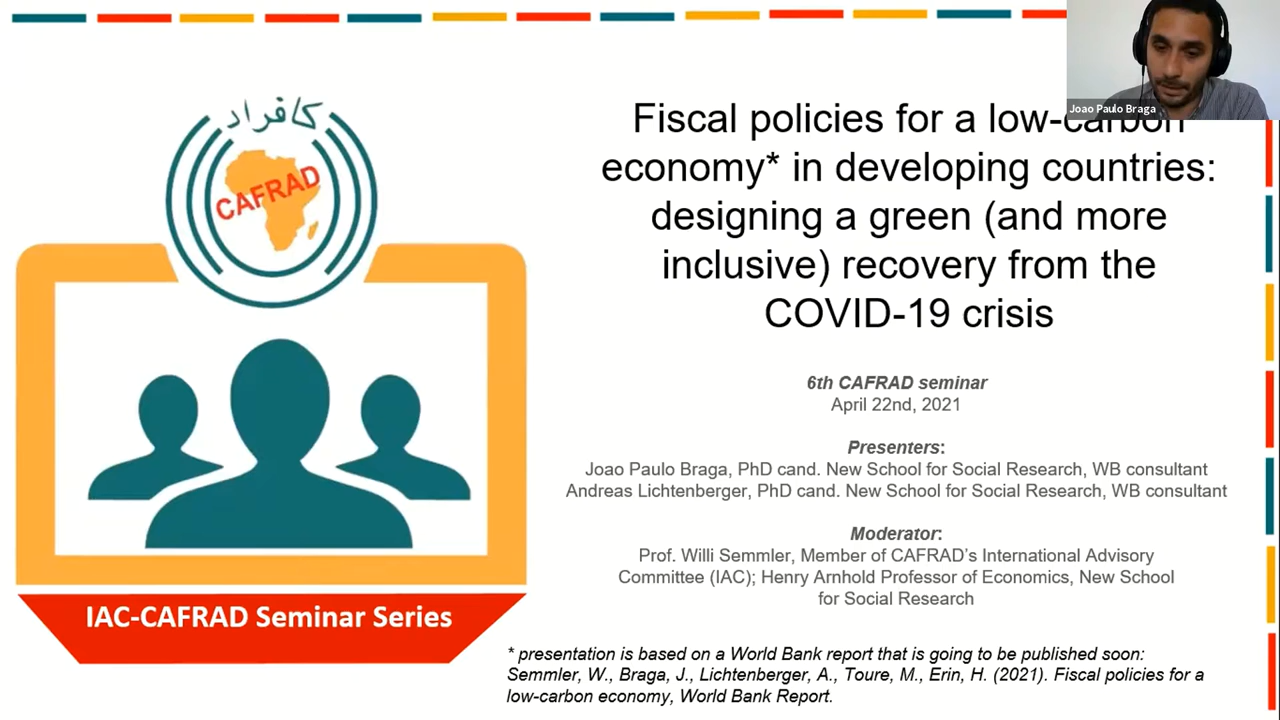 Joao Paulo Braga
كافراد
CAFRAD
Fiscal policies for a low-carbon
economy* in developing countries:
designing a green (and more
inclusive) recovery from the
COVID-19 crisis
6th CAFRAD seminar
April 22nd, 2021
Presenters:
Joao Paulo Braga, PhD cand. New School for Social Research, WB consultant
Andreas Lichtenberger, PhD cand. New School for Social Research, WB consultant
Moderator:
Prof. Willi Semmler, Member of CAFRAD's International Advisory
Committee (IAC); Henry Arnhold Professor of Economics, New School
for Social Research
IAC-CAFRAD Seminar Series
* presentation is based on a World Bank report that is going to be published soon:
Semmler, W., Braga, J., Lichtenberger, A., Toure, M., Erin, H. (2021). Fiscal policies for a
low-carbon economy, World Bank Report.